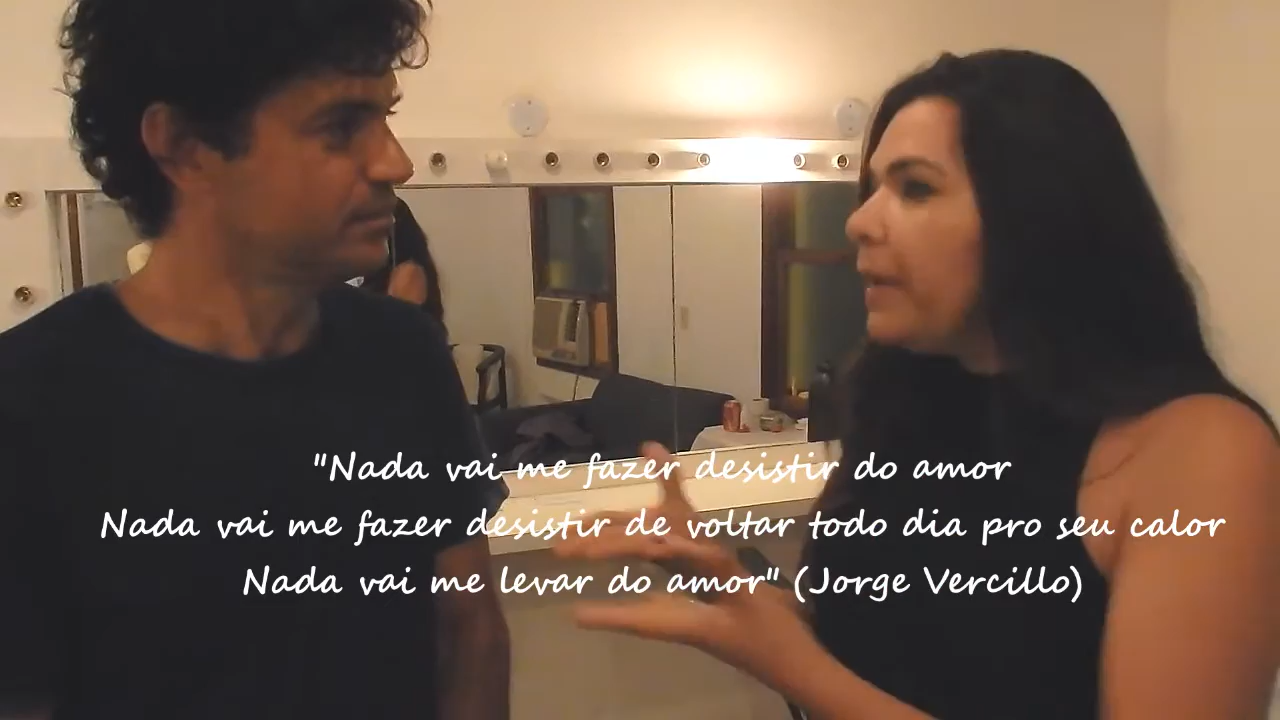 "Nada vai me fazer desistir do amor
Nada vai me fazer desistir de voltar todo dia pro seu calor
Nada vai me levar do amor" (Jorge Vercillo)